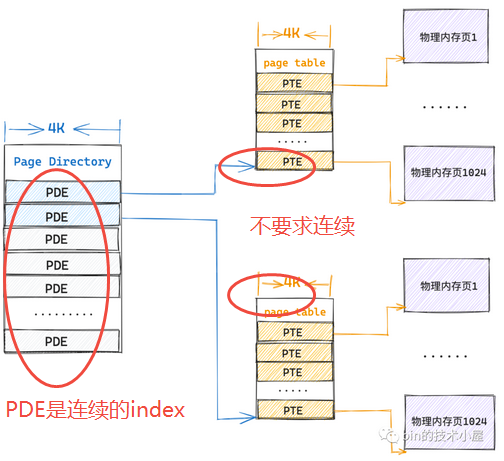 4K
Page Directory
PDE
PDE
PDE
PDE
PDE
.........
PDE
PDE是连续的index
4K
page table
PTE
PTE
PTE
.....
PTE
物理内存页1
......
物理内存页1024
不要求连续
4K
page table
PTE
PTE
PTE
.....
PTE
物理内存页1
......
物理内存页1024
bin的技术小屋